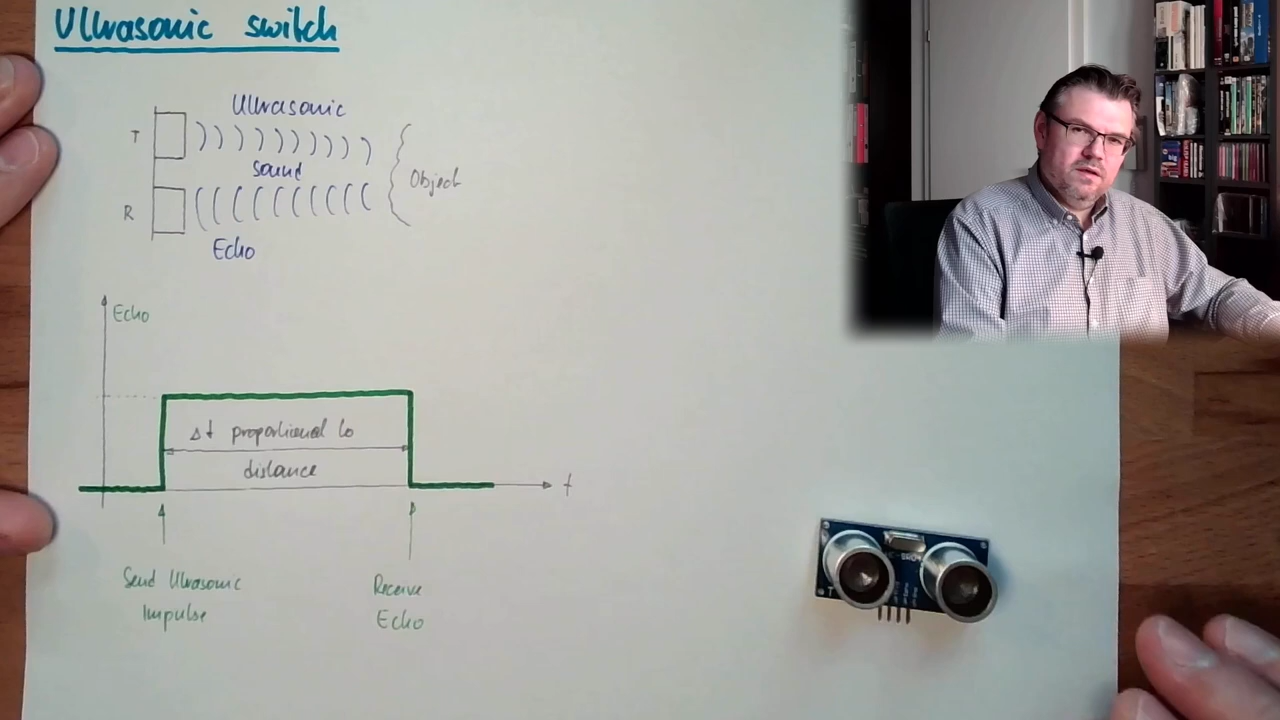 Ultrasonic switch
Ultrasonic
T
sound
Object
R
Echo
Echo
Δt proportional to
distance
t
Send Ultrasonic
Impulse
Receive
Echo
T